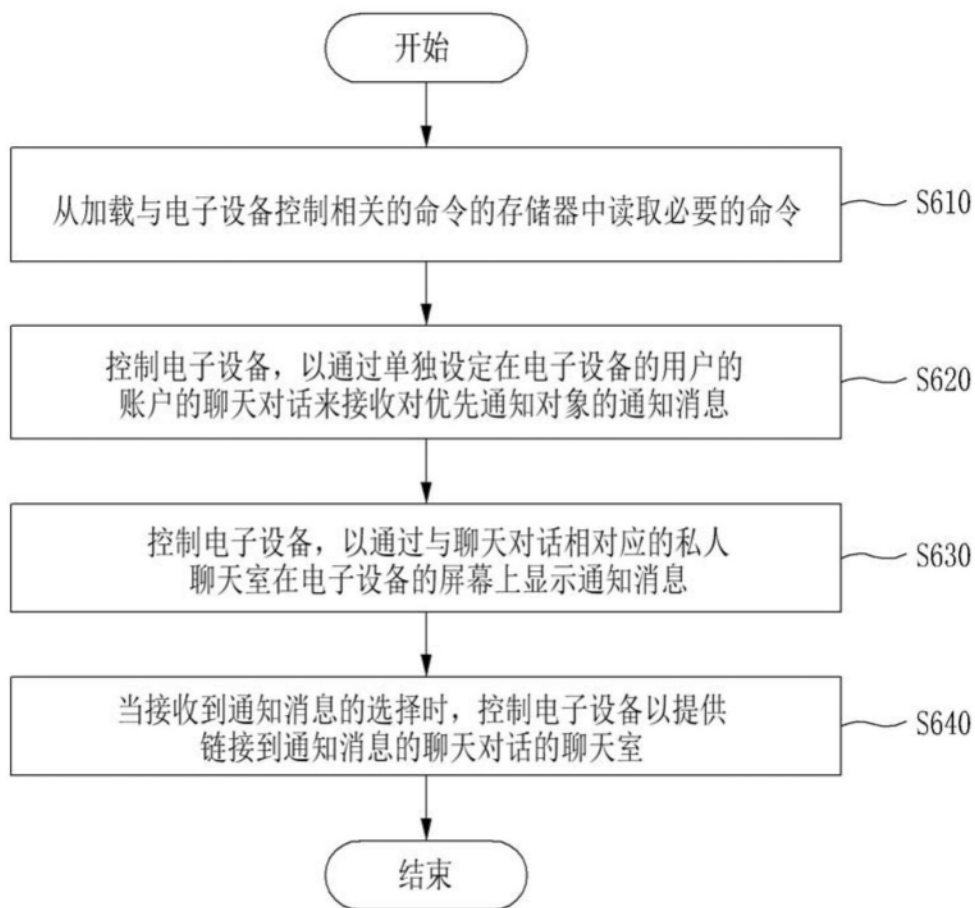 开始
从加载与电子设备控制相关的命令的存储器中读取必要的命令
S610
控制电子设备，以通过单独设定在电子设备的用户的
账户的聊天对话来接收对优先通知对象的通知消息
S620
控制电子设备，以通过与聊天对话相对应的私人
聊天室在电子设备的屏幕上显示通知消息
S630
当接收到通知消息的选择时，控制电子设备以提供
链接到通知消息的聊天对话的聊天室
S640
结束